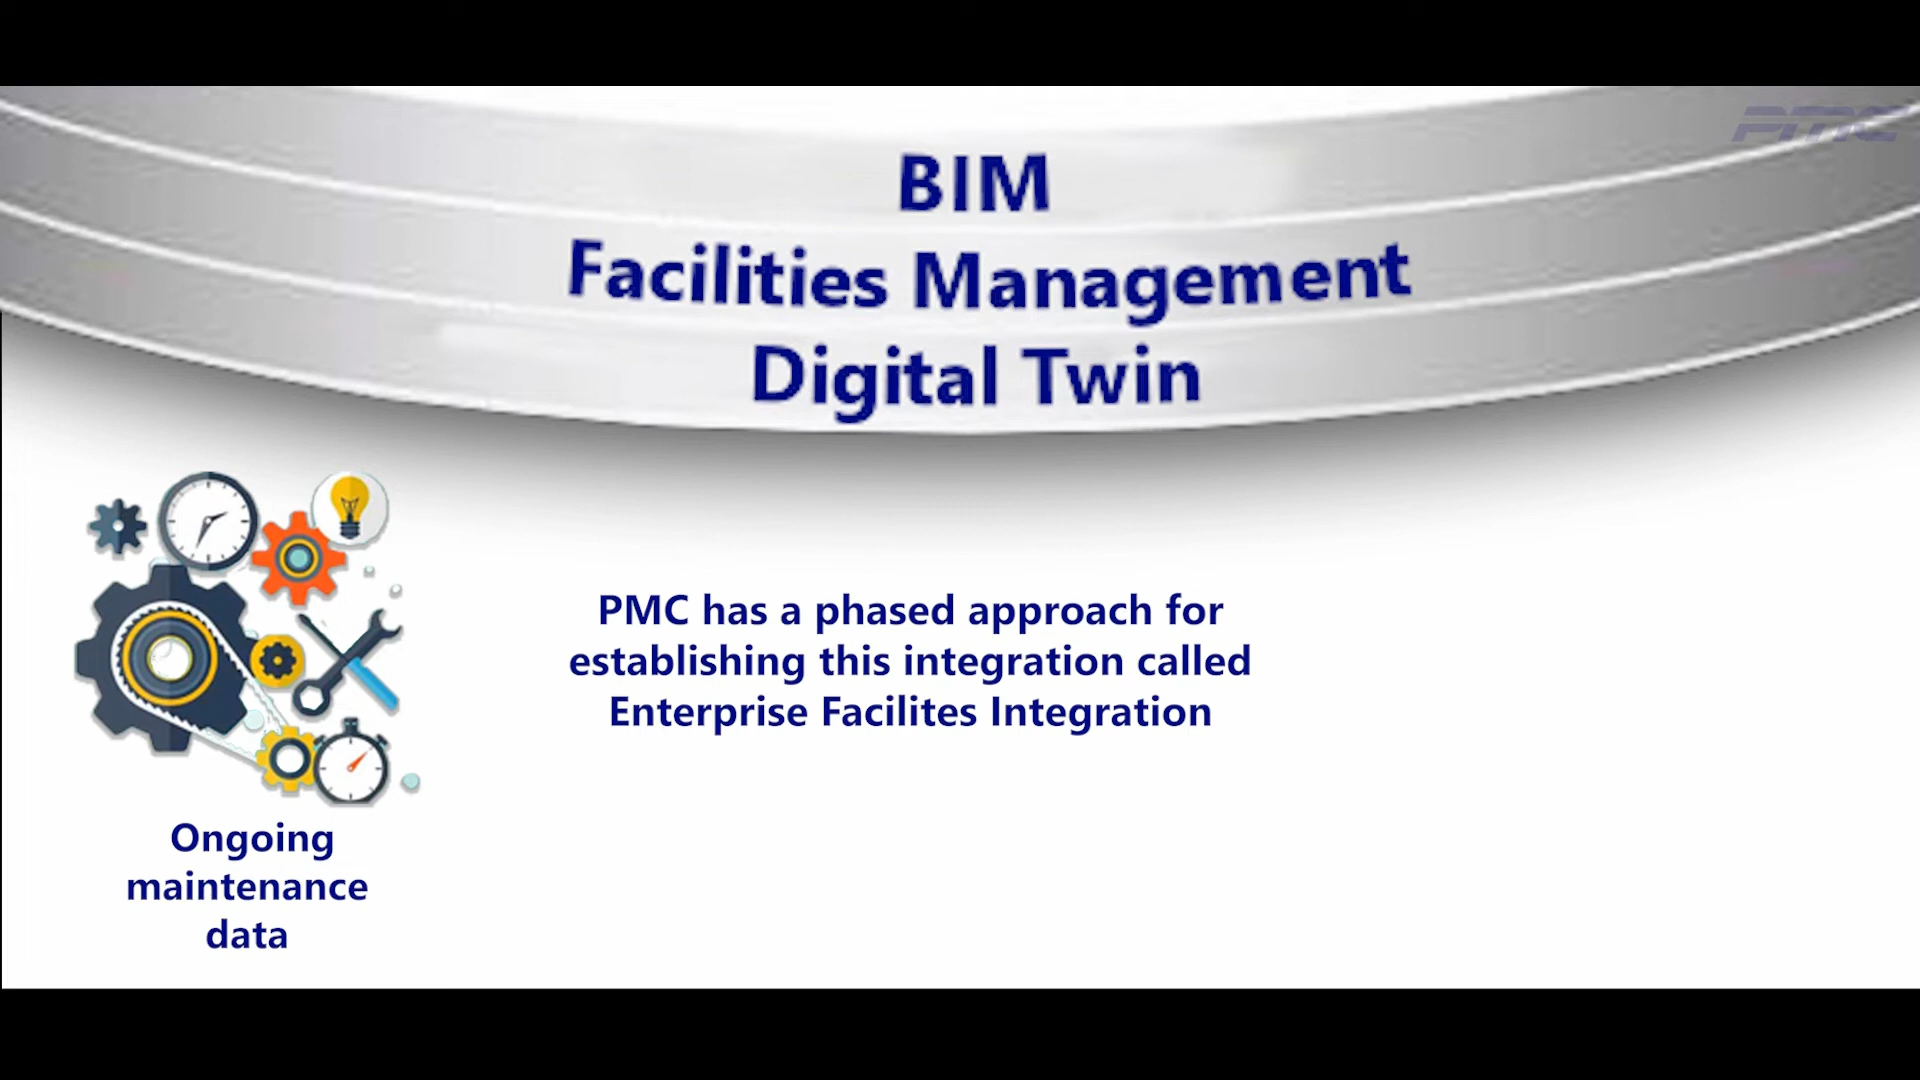 PMC
BIM
Facilities Management
Digital Twin
PMC has a phased approach for
establishing this integration called
Enterprise Facilites Integration
Ongoing
maintenance
data